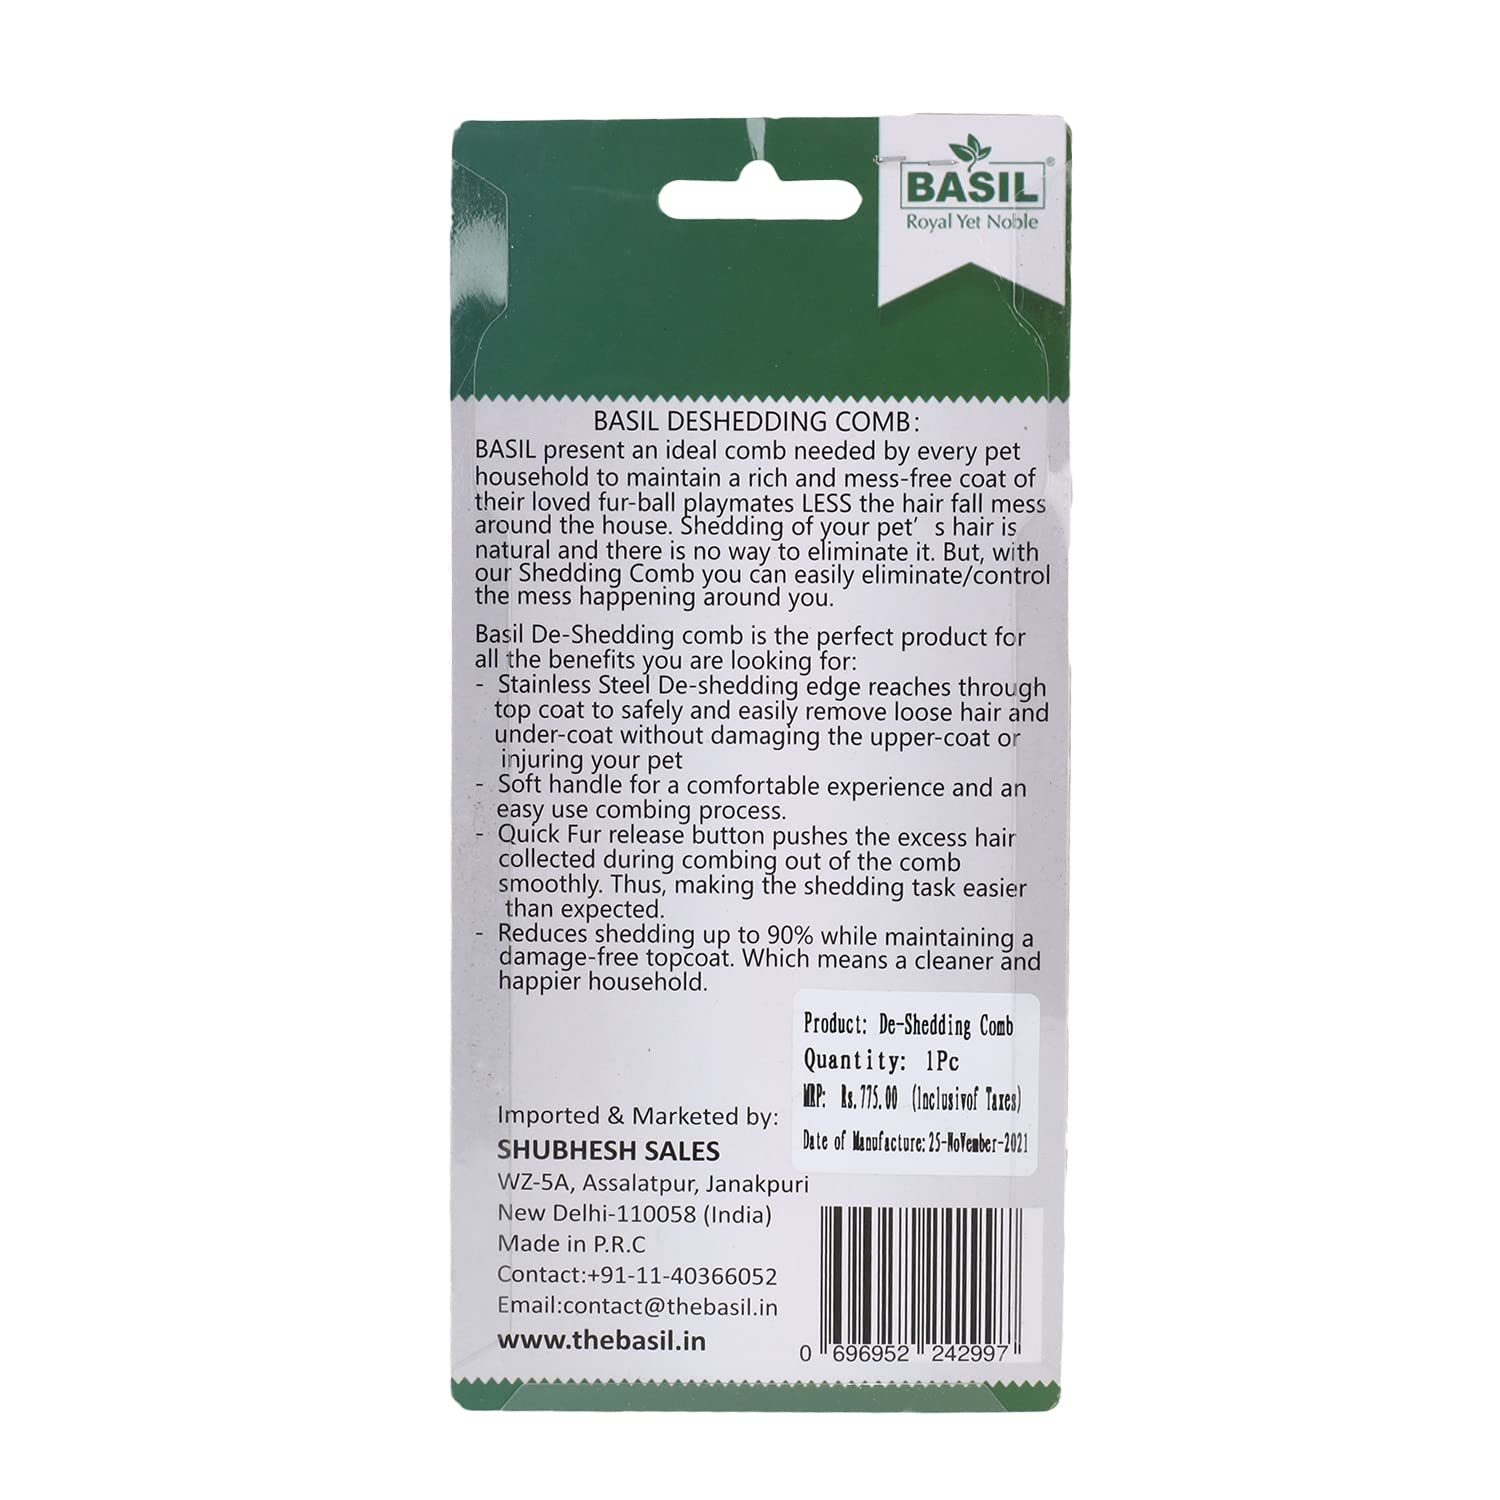 BASIL®
Royal Yet Noble
BASIL DESHEDDING COMB:
BASIL present an ideal comb needed by every pet
household to maintain a rich and mess-free coat of
their loved fur-ball playmates LESS the hair fall mess
around the house. Shedding of your pet’ s hair is
natural and there is no way to eliminate it. But, with
our Shedding Comb you can easily eliminate/control
the mess happening around you.
Basil De-Shedding comb is the perfect product for
all the benefits you are looking for:
- Stainless Steel De-shedding edge reaches through
top coat to safely and easily remove loose hair and
under-coat without damaging the upper-coat or
injuring your pet
- Soft handle for a comfortable experience and an
easy use combing process.
- Quick Fur release button pushes the excess hair
collected during combing out of the comb
smoothly. Thus, making the shedding task easier
than expected.
- Reduces shedding up to 90% while maintaining a
damage-free topcoat. Which means a cleaner and
happier household.
Product: De-Shedding Comb
Quantity: 1Pc
MRP: Rs.775.00 (Inclusivof Taxes)
Date of Manufacture:25-NoVember-2021
Imported & Marketed by:
SHUBHESH SALES
WZ-5A, Assalatpur, Janakpuri
New Delhi-110058 (India)
Made in P.R.C
Contact:+91-11-40366052
Email:contact@thebasil.in
www.thebasil.in
0 696952 242997